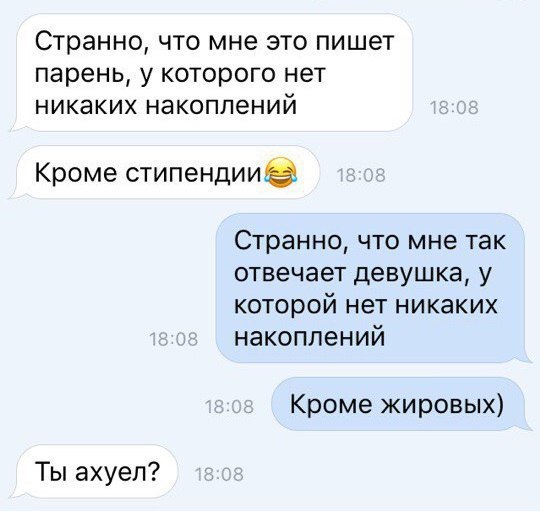 Странно, что мне это пишет
парень, у которого нет
никаких накоплений
18:08
Кроме стипендии😂
18:08
Странно, что мне так
отвечает девушка, у
которой нет никаких
накоплений
18:08
Кроме жировых)
18:08
Ты ахуел?
18:08